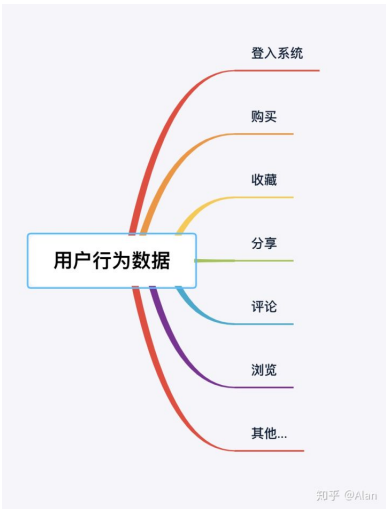 登入系统
购买
收藏
分享
用户行为数据
评论
浏览
其他...
知乎 @Alan